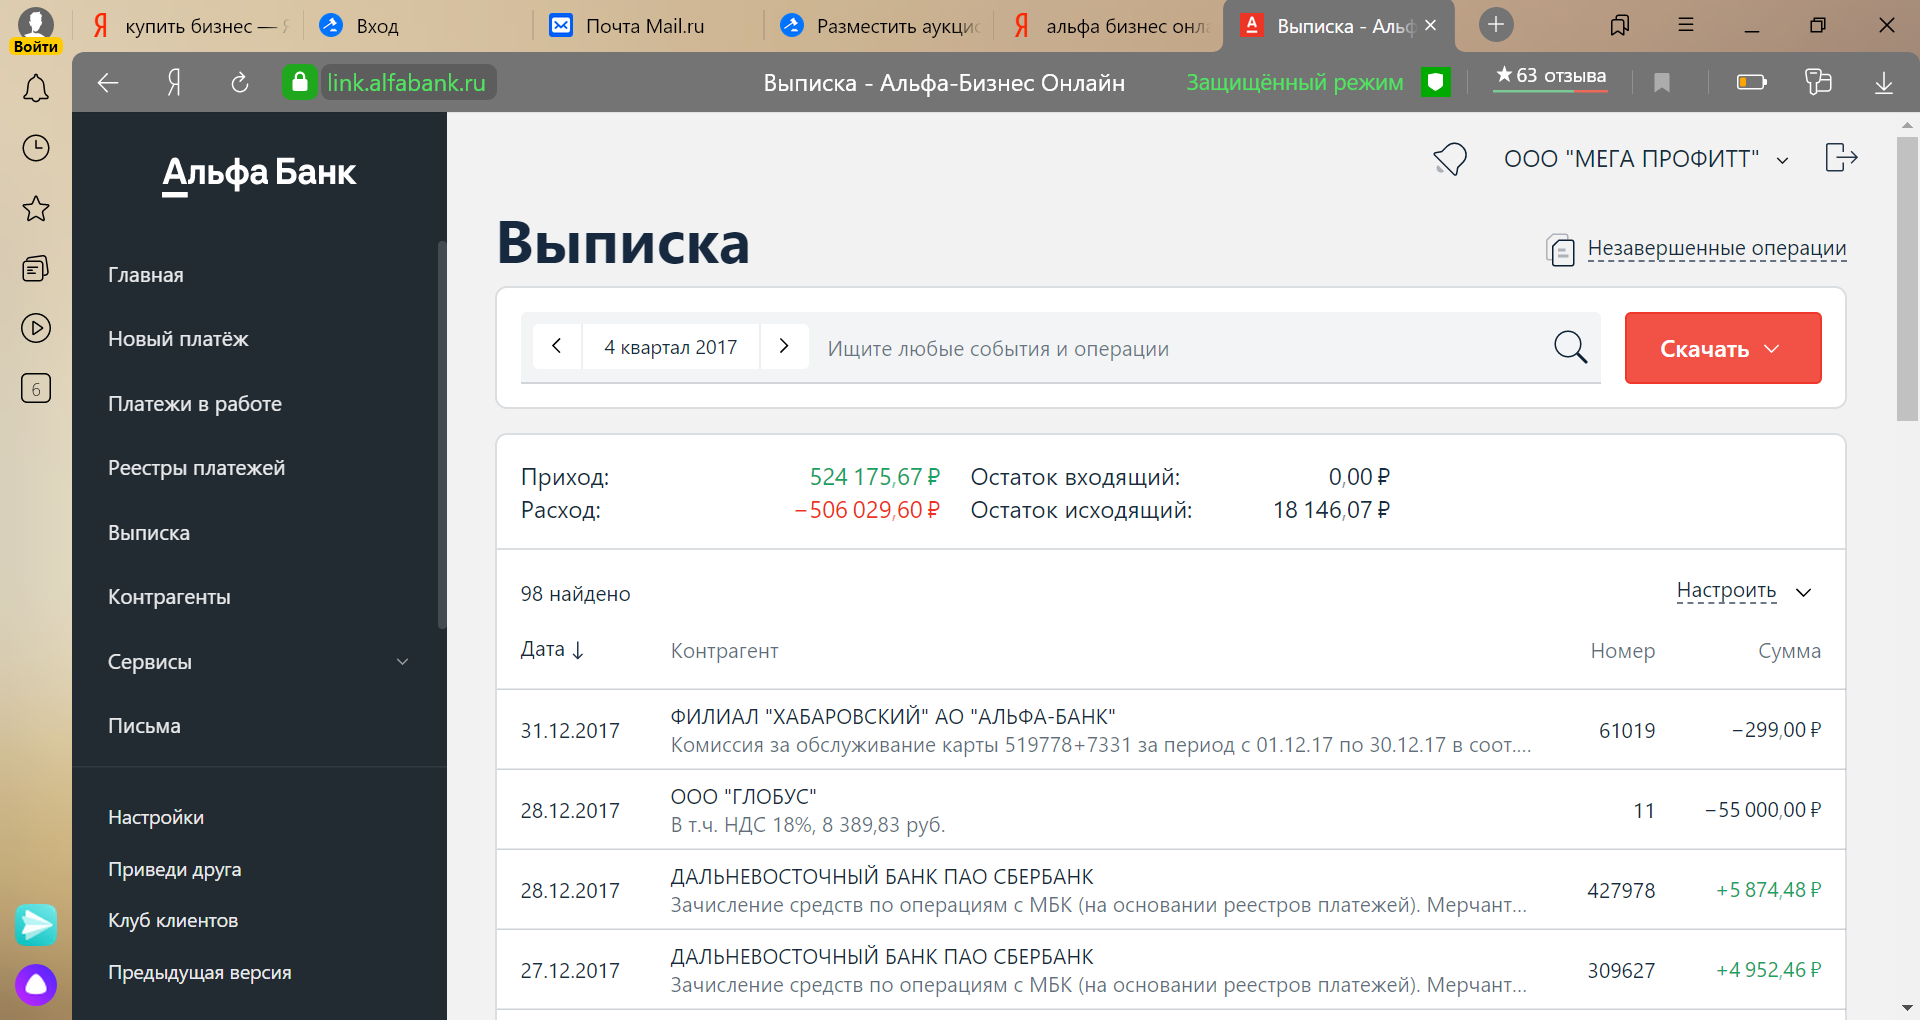 Войти
купить бизнес —
Вход
Почта Mail.ru
Разместить аукцис
альфа бизнес онл
Выписка - Альф
link.alfabank.ru
Выписка - Альфа-Бизнес Онлайн
Защищённый режим
★63 отзыва
6
Альфа Банк
Главная
Новый платёж
Платежи в работе
Реестры платежей
Выписка
Контрагенты
Сервисы
Письма
Настройки
Приведи друга
Клуб клиентов
Предыдущая версия
ООО "МЕГА ПРОФИТТ"
Выписка
Незавершенные операции
4 квартал 2017
Ищите любые события и операции
Скачать
Приход: 524 175,67 ₽ Остаток входящий: 0,00 ₽
Расход: −506 029,60 ₽ Остаток исходящий: 18 146,07 ₽
98 найдено
Настроить
Дата ↓ Контрагент Номер Сумма
31.12.2017 ФИЛИАЛ "ХАБАРОВСКИЙ" АО "АЛЬФА-БАНК" 61019 −299,00 ₽
Комиссия за обслуживание карты 519778+7331 за период с 01.12.17 по 30.12.17 в соот....
28.12.2017 ООО "ГЛОБУС" 11 −55 000,00 ₽
В т.ч. НДС 18%, 8 389,83 руб.
28.12.2017 ДАЛЬНЕВОСТОЧНЫЙ БАНК ПАО СБЕРБАНК 427978 +5 874,48 ₽
Зачисление средств по операциям с МБК (на основании реестров платежей). Мерчант...
27.12.2017 ДАЛЬНЕВОСТОЧНЫЙ БАНК ПАО СБЕРБАНК 309627 +4 952,46 ₽
Зачисление средств по операциям с МБК (на основании реестров платежей). Мерчант...